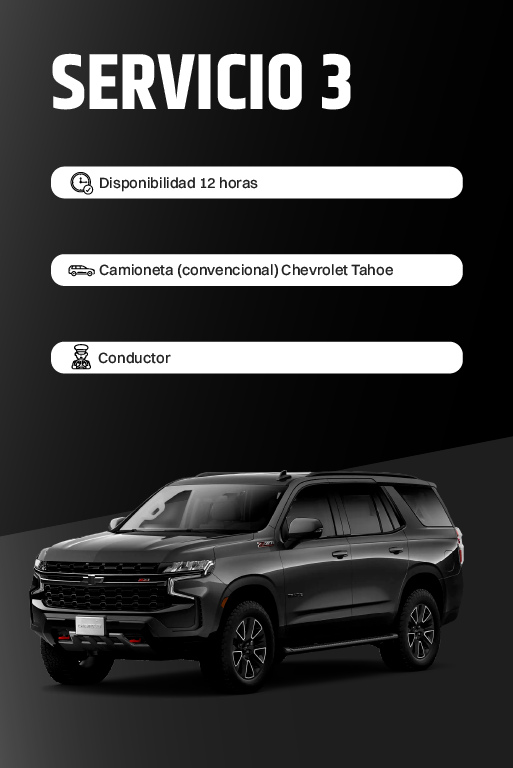 SERVICIO 3
Disponibilidad 12 horas
Camioneta (convencional) Chevrolet Tahoe
Conductor